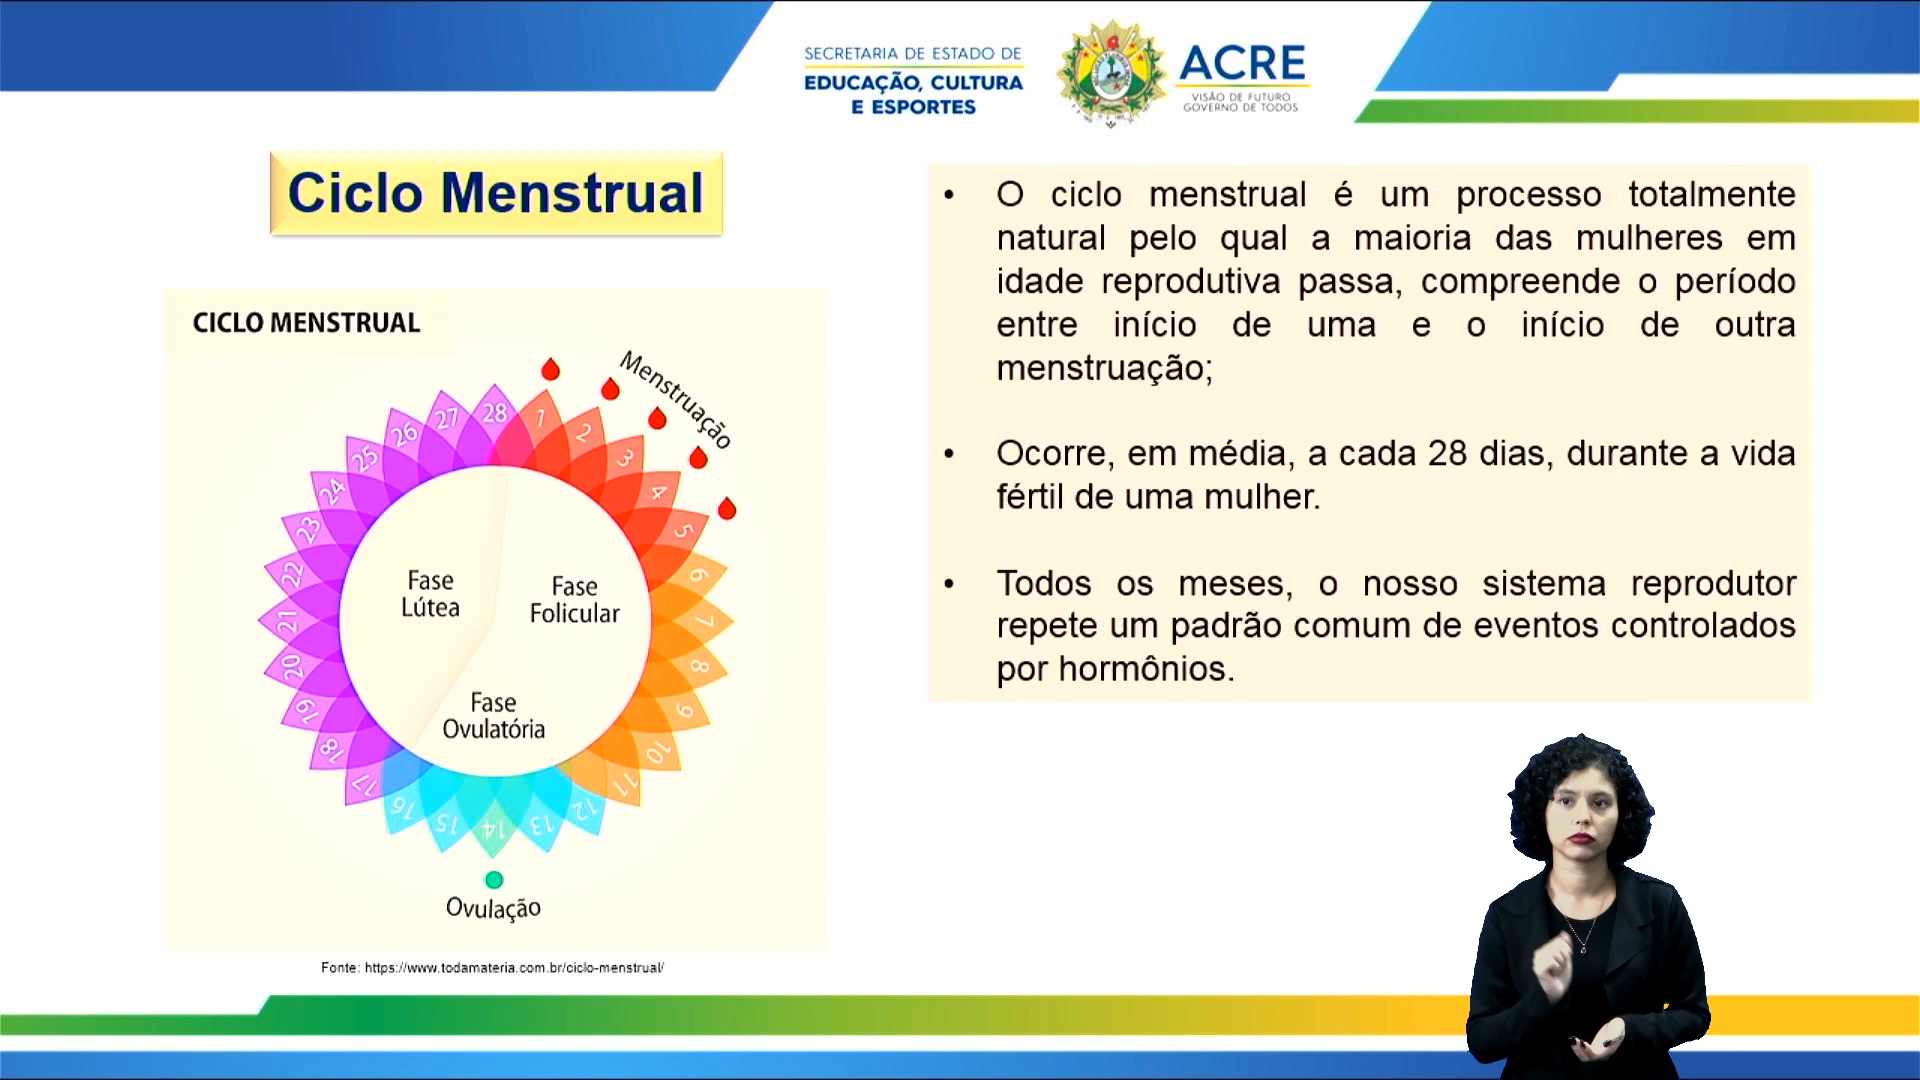 SECRETARIA DE ESTADO DE
EDUCAÇÃO, CULTURA
E ESPORTES
ACRE
VISÃO DE FUTURO
GOVERNO DE TODOS
Ciclo Menstrual
CICLO MENSTRUAL
Menstruação
1
2
3
4
5
6
7
8
9
10
11
12
13
14
15
16
17
18
19
20
21
22
23
24
25
26
27
28
Fase
Lútea
Fase
Folicular
Fase
Ovulatória
Ovulação
Fonte: https://www.todamateria.com.br/ciclo-menstrual/
• O ciclo menstrual é um processo totalmente
natural pelo qual a maioria das mulheres em
idade reprodutiva passa, compreende o período
entre início de uma e o início de outra
menstruação;
• Ocorre, em média, a cada 28 dias, durante a vida
fértil de uma mulher.
• Todos os meses, o nosso sistema reprodutor
repete um padrão comum de eventos controlados
por hormônios.